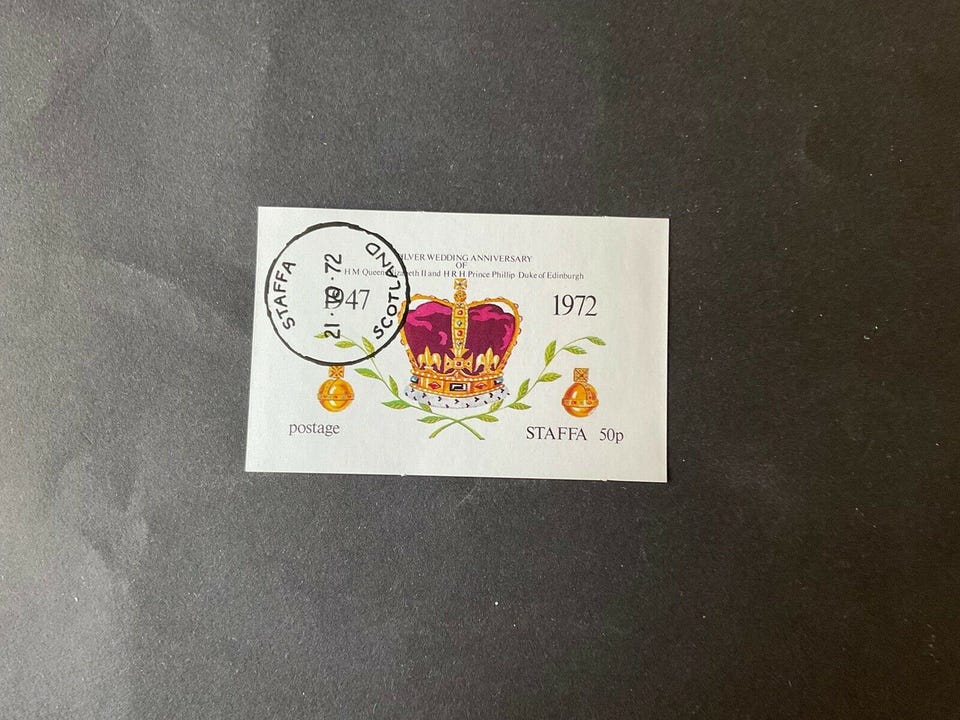 SILVER WEDDING ANNIVERSARY
OF
H M Queen Elizabeth II and H R H Prince Phillip Duke of Edinburgh
1947
1972
STAFFA
21 · 10 · 72
SCOTLAND
postage
STAFFA 50p